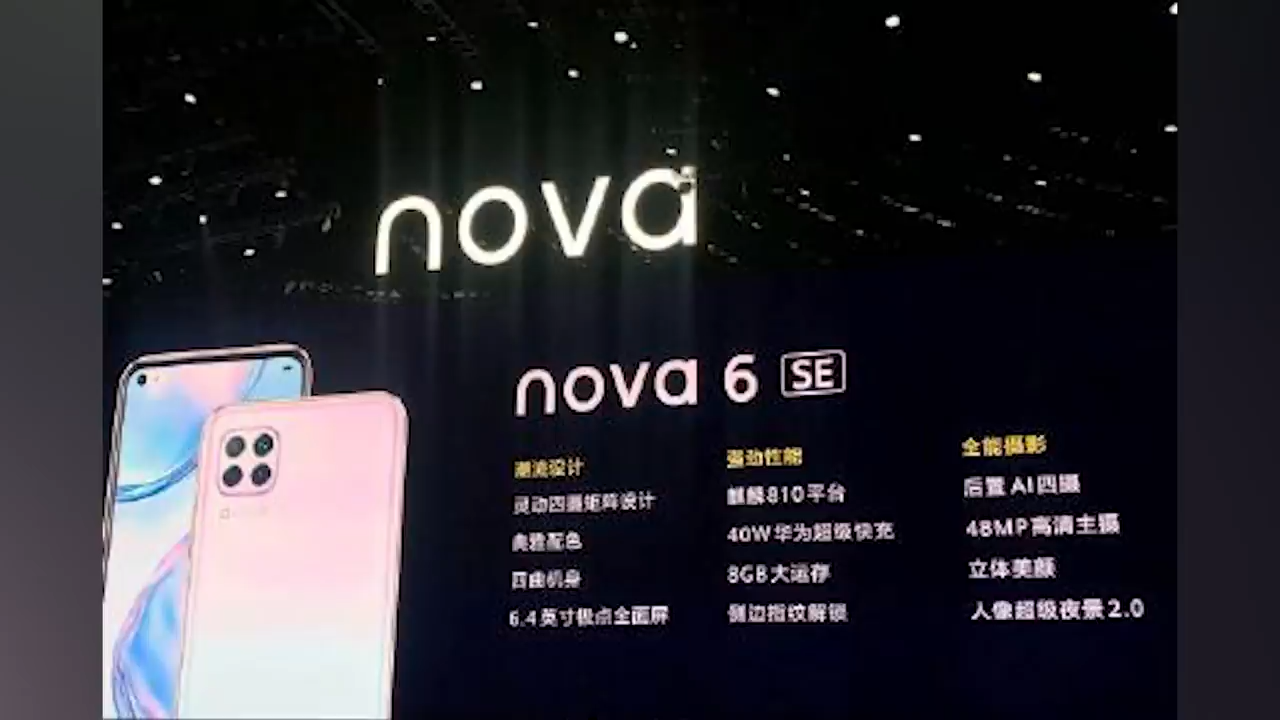 nova
nova 6 SE
潮流设计
灵动四摄矩阵设计
典雅配色
四曲机身
6.4英寸极点全面屏
强劲性能
麒麟810平台
40W华为超级快充
8GB大运存
侧边指纹解锁
全能摄影
后置AI四摄
48MP高清主摄
立体美颜
人像超级夜景2.0